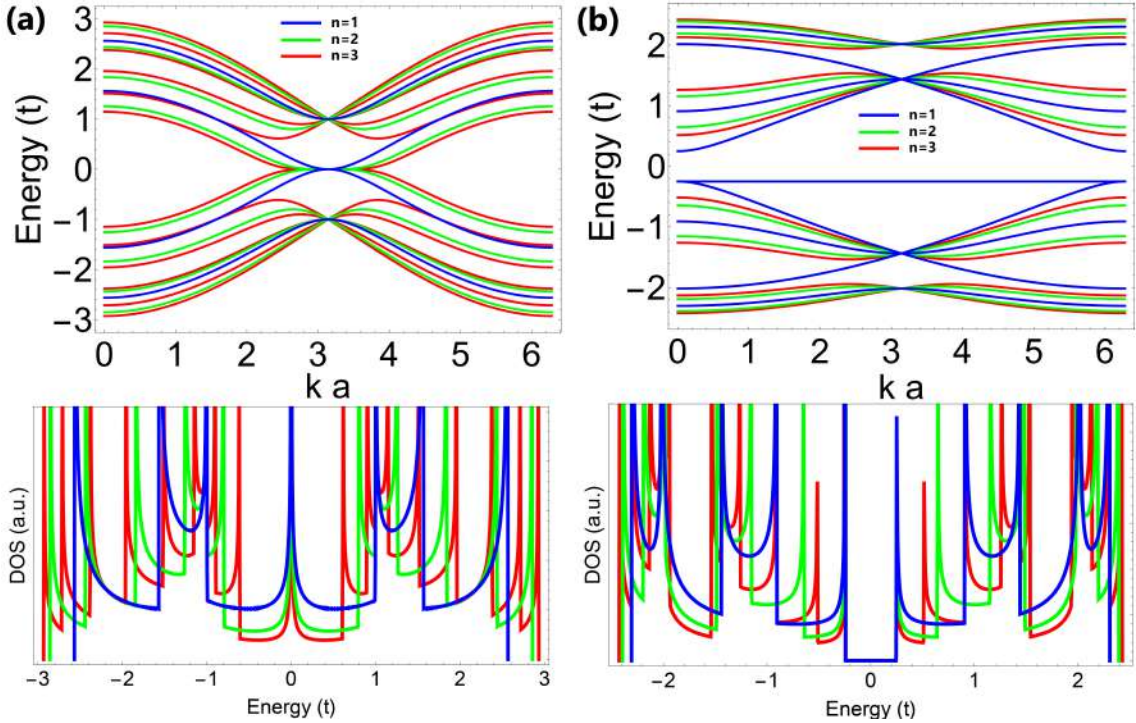 (a)
n=1
n=2
n=3
Energy (t)
3
2
1
0
−1
−2
−3
0 1 2 3 4 5 6
k a
(b)
n=1
n=2
n=3
Energy (t)
2
1
0
−1
−2
0 1 2 3 4 5 6
k a
DOS (a.u.)
−3 −2 −1 0 1 2 3
Energy (t)
DOS (a.u.)
−2 −1 0 1 2
Energy (t)